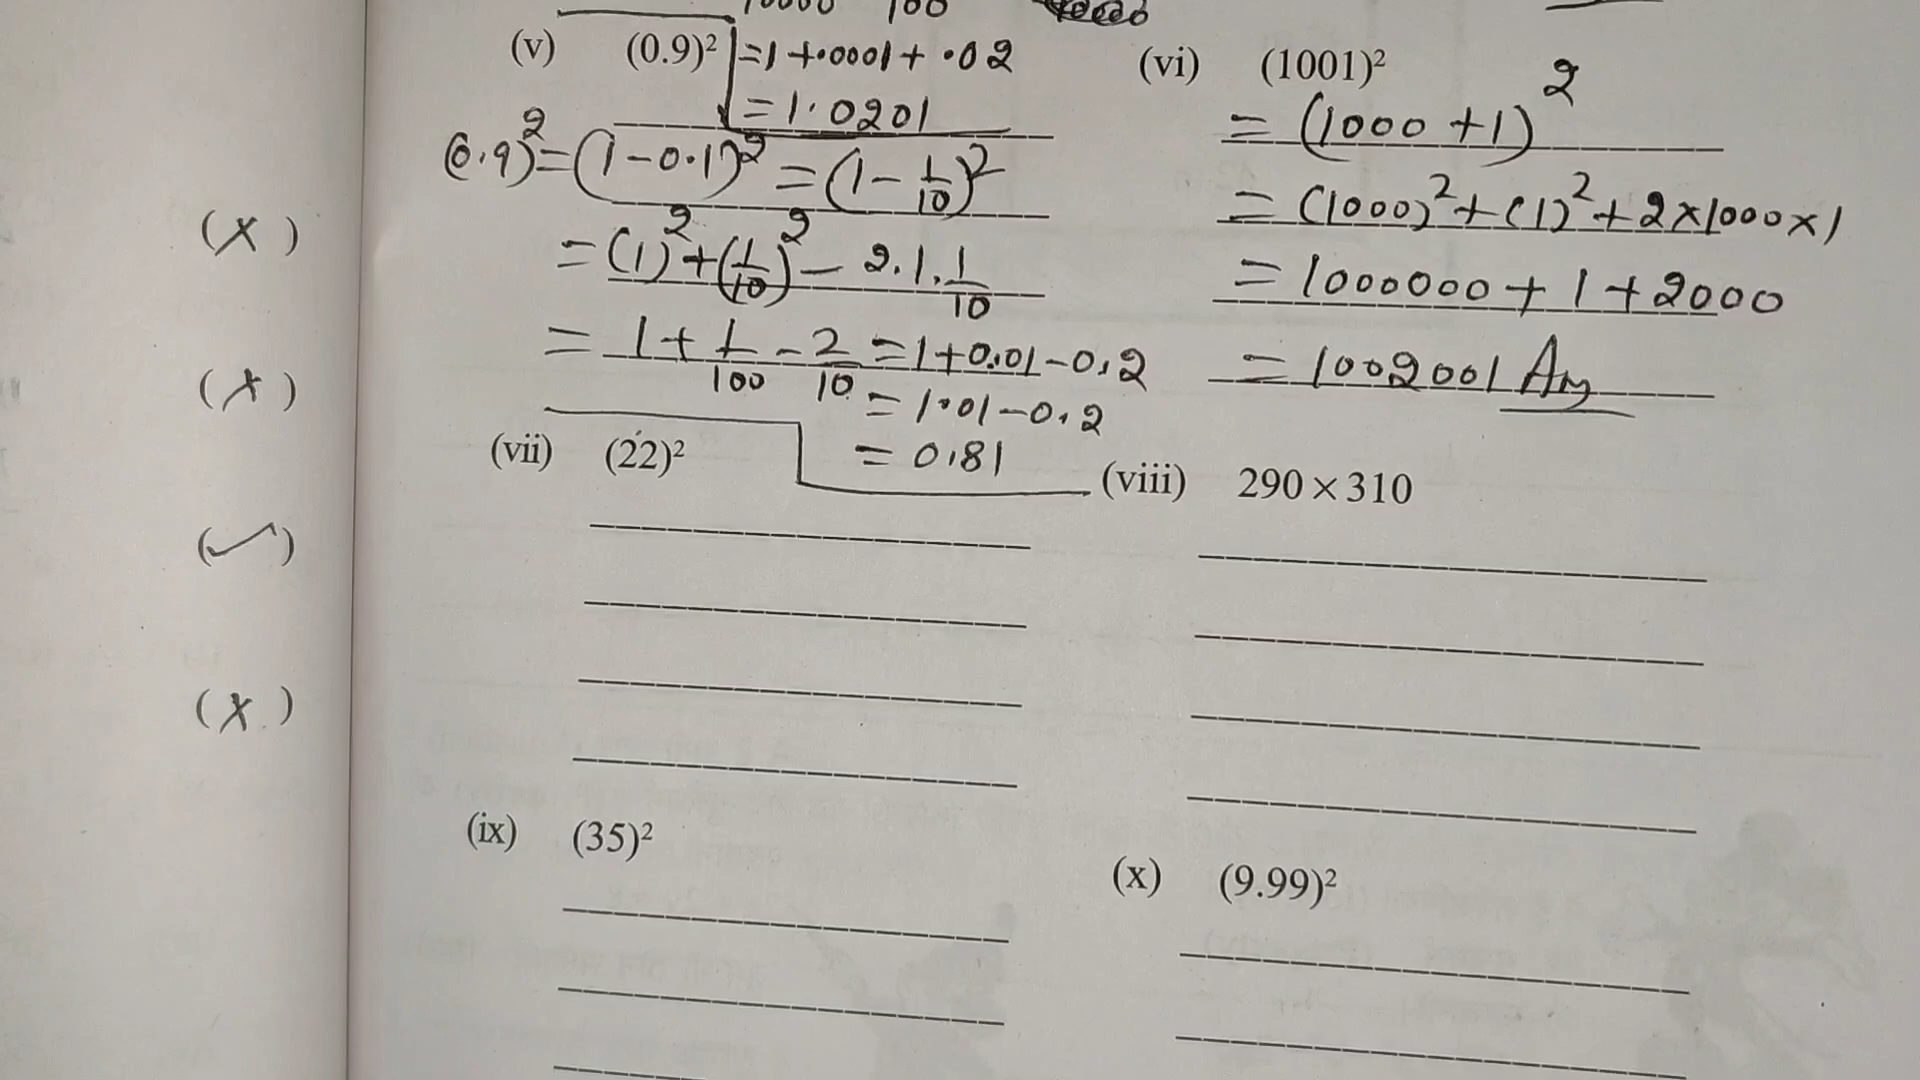 10000 100
(v) (0.9)² =1+.0001+.02
=1.0201
(0.9)²=(1-0.1)²=(1-1/10)²
=(1)²+(1/10)²-2.1.1/10
=1+1/100-2/10=1+0.01-0.2
=1.01-0.2
=0.81
(vi) (1001)²
=(1000+1)²
=(1000)²+(1)²+2×1000×1
=1000000+1+2000
=1002001 Ans
(x)
(x)
(✓)
(x)
(vii) (22)²
(viii) 290×310
(ix) (35)²
(x) (9.99)²